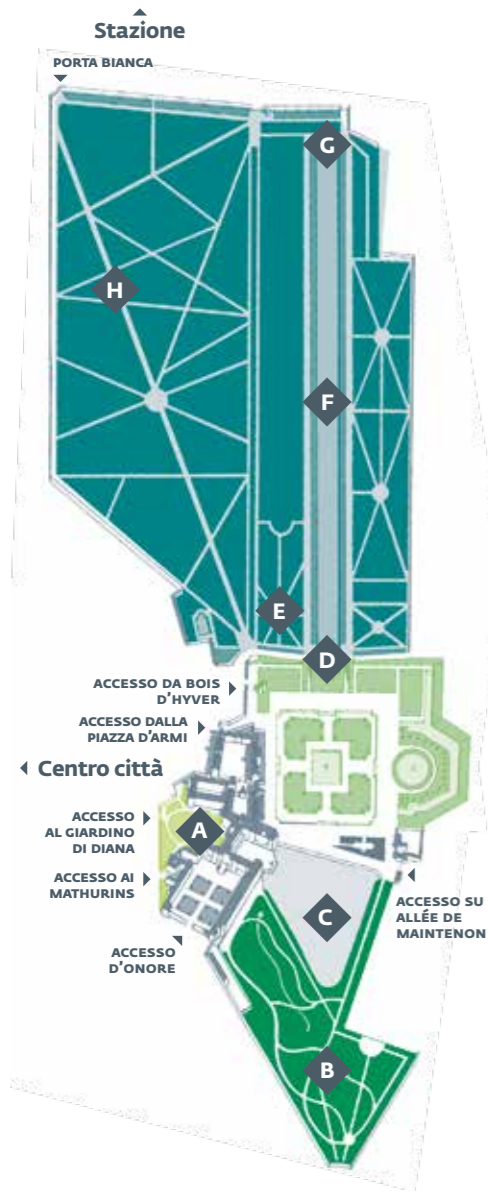 Stazione
PORTA BIANCA
G
H
F
E
D
ACCESSO DA BOIS
D'HYVER
ACCESSO DALLA
PIAZZA D'ARMI
Centro città
ACCESSO
AL GIARDINO
DI DIANA
A
ACCESSO AI
MATHURINS
ACCESSO SU
ALLÉE DE
MAINTENON
C
ACCESSO
D'ONORE
B